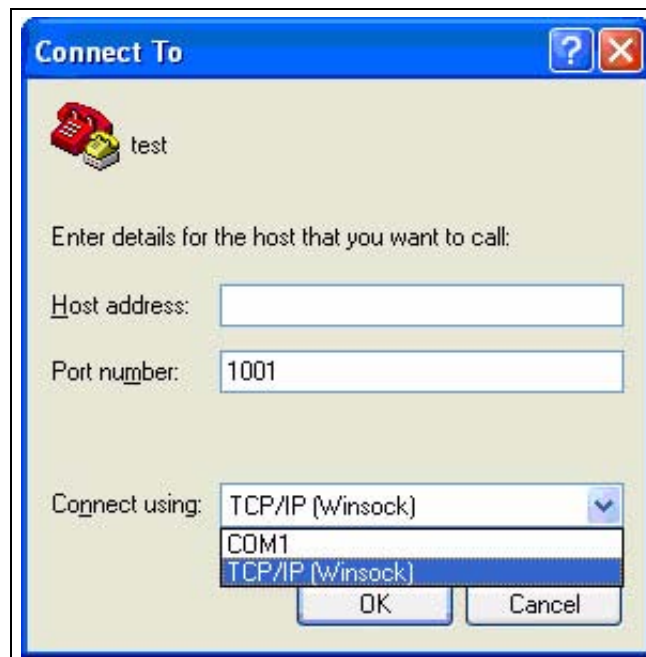 Connect To
test
Enter details for the host that you want to call:
Host address:
Port number: 1001
Connect using: TCP/IP (Winsock)
COM1
TCP/IP (Winsock)
OK Cancel